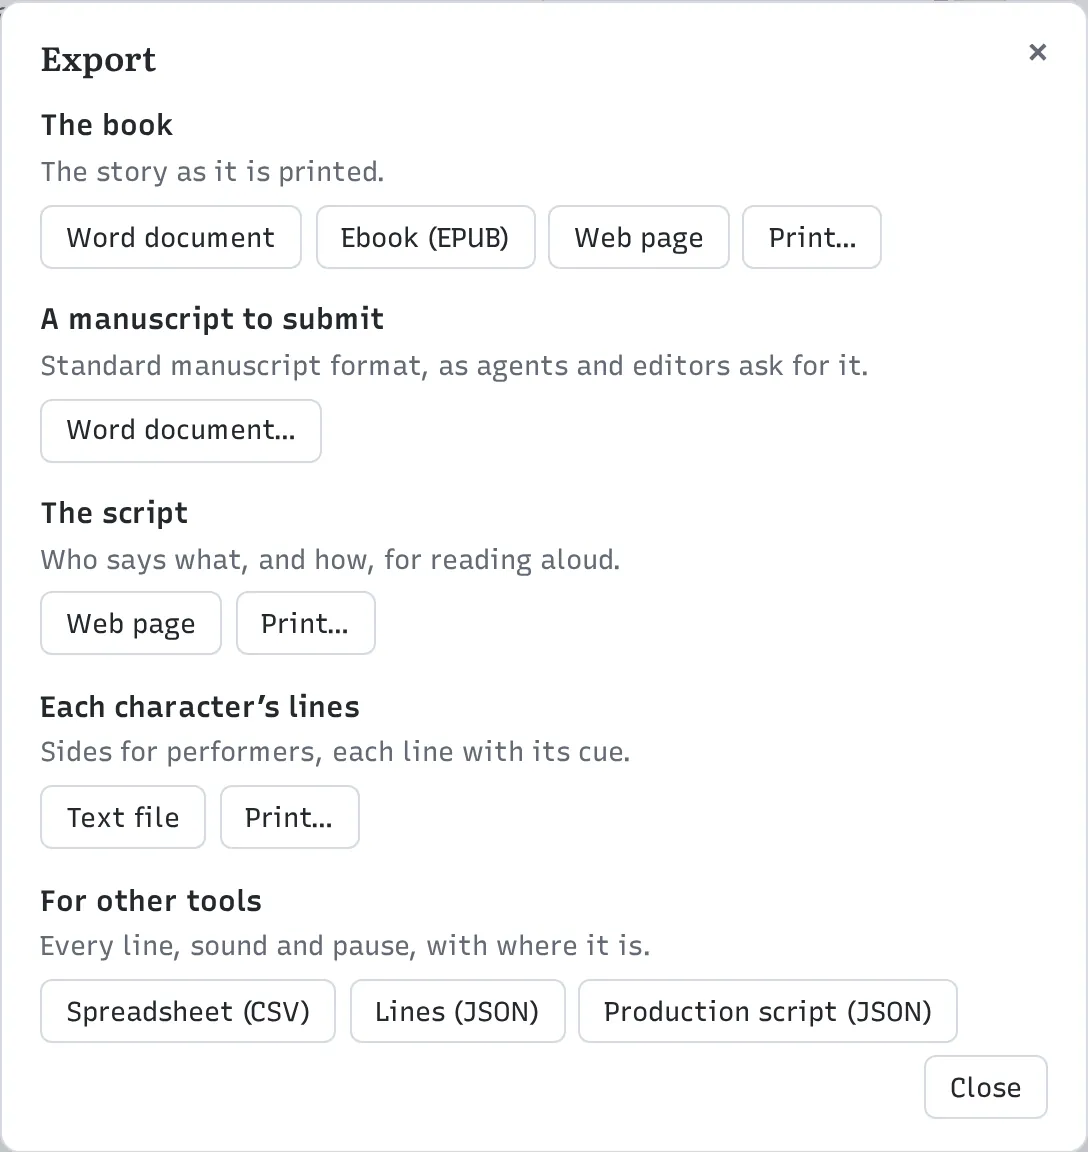 Export
×
The book
The story as it is printed.
Word document Ebook (EPUB) Web page Print...
A manuscript to submit
Standard manuscript format, as agents and editors ask for it.
Word document...
The script
Who says what, and how, for reading aloud.
Web page Print...
Each character’s lines
Sides for performers, each line with its cue.
Text file Print...
For other tools
Every line, sound and pause, with where it is.
Spreadsheet (CSV) Lines (JSON) Production script (JSON)
Close